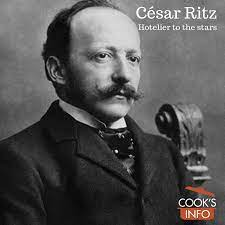 César Ritz
Hotelier to the stars
COOK'S
INFO